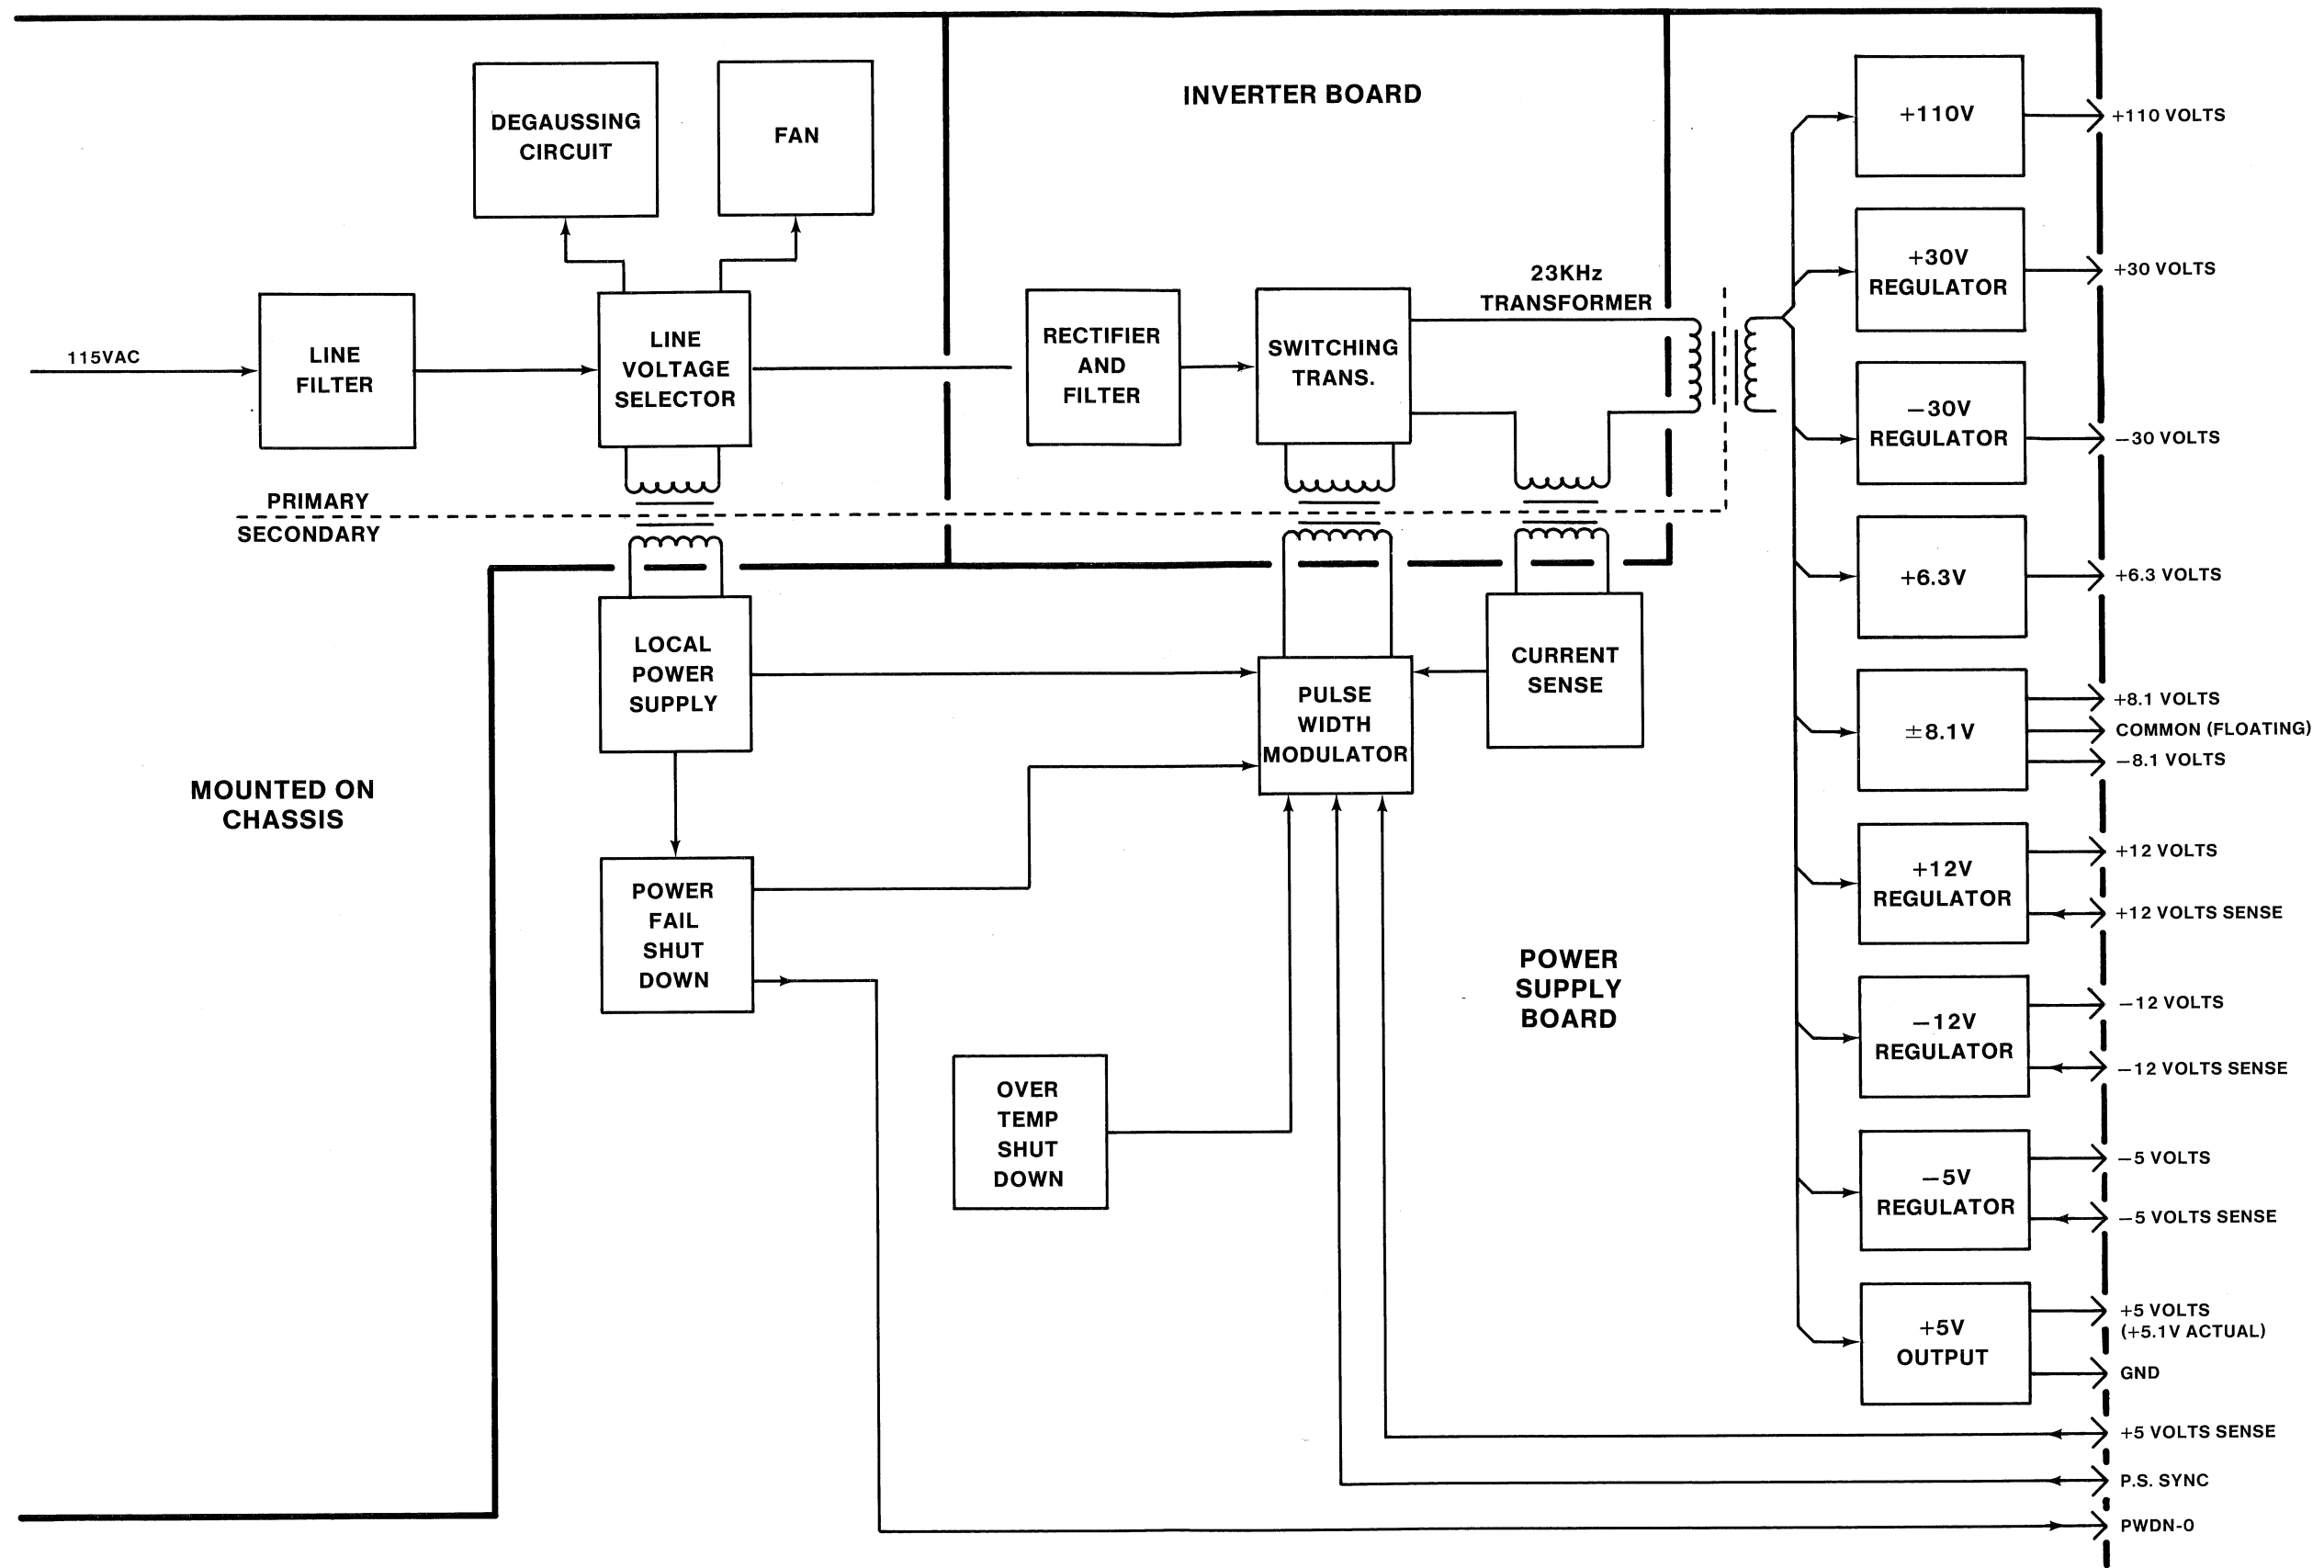 INVERTER BOARD
DEGAUSSING
CIRCUIT
FAN
115VAC
LINE
FILTER
LINE
VOLTAGE
SELECTOR
RECTIFIER
AND
FILTER
SWITCHING
TRANS.
23KHz
TRANSFORMER
PRIMARY
SECONDARY
LOCAL
POWER
SUPPLY
PULSE
WIDTH
MODULATOR
CURRENT
SENSE
MOUNTED ON
CHASSIS
POWER
FAIL
SHUT
DOWN
OVER
TEMP
SHUT
DOWN
POWER
SUPPLY
BOARD
+110V
+110 VOLTS
+30V
REGULATOR
+30 VOLTS
−30V
REGULATOR
−30 VOLTS
+6.3V
+6.3 VOLTS
±8.1V
+8.1 VOLTS
COMMON (FLOATING)
−8.1 VOLTS
+12V
REGULATOR
+12 VOLTS
+12 VOLTS SENSE
−12V
REGULATOR
−12 VOLTS
−12 VOLTS SENSE
−5V
REGULATOR
−5 VOLTS
−5 VOLTS SENSE
+5V
OUTPUT
+5 VOLTS
(+5.1V ACTUAL)
GND
+5 VOLTS SENSE
P.S. SYNC
PWDN-0